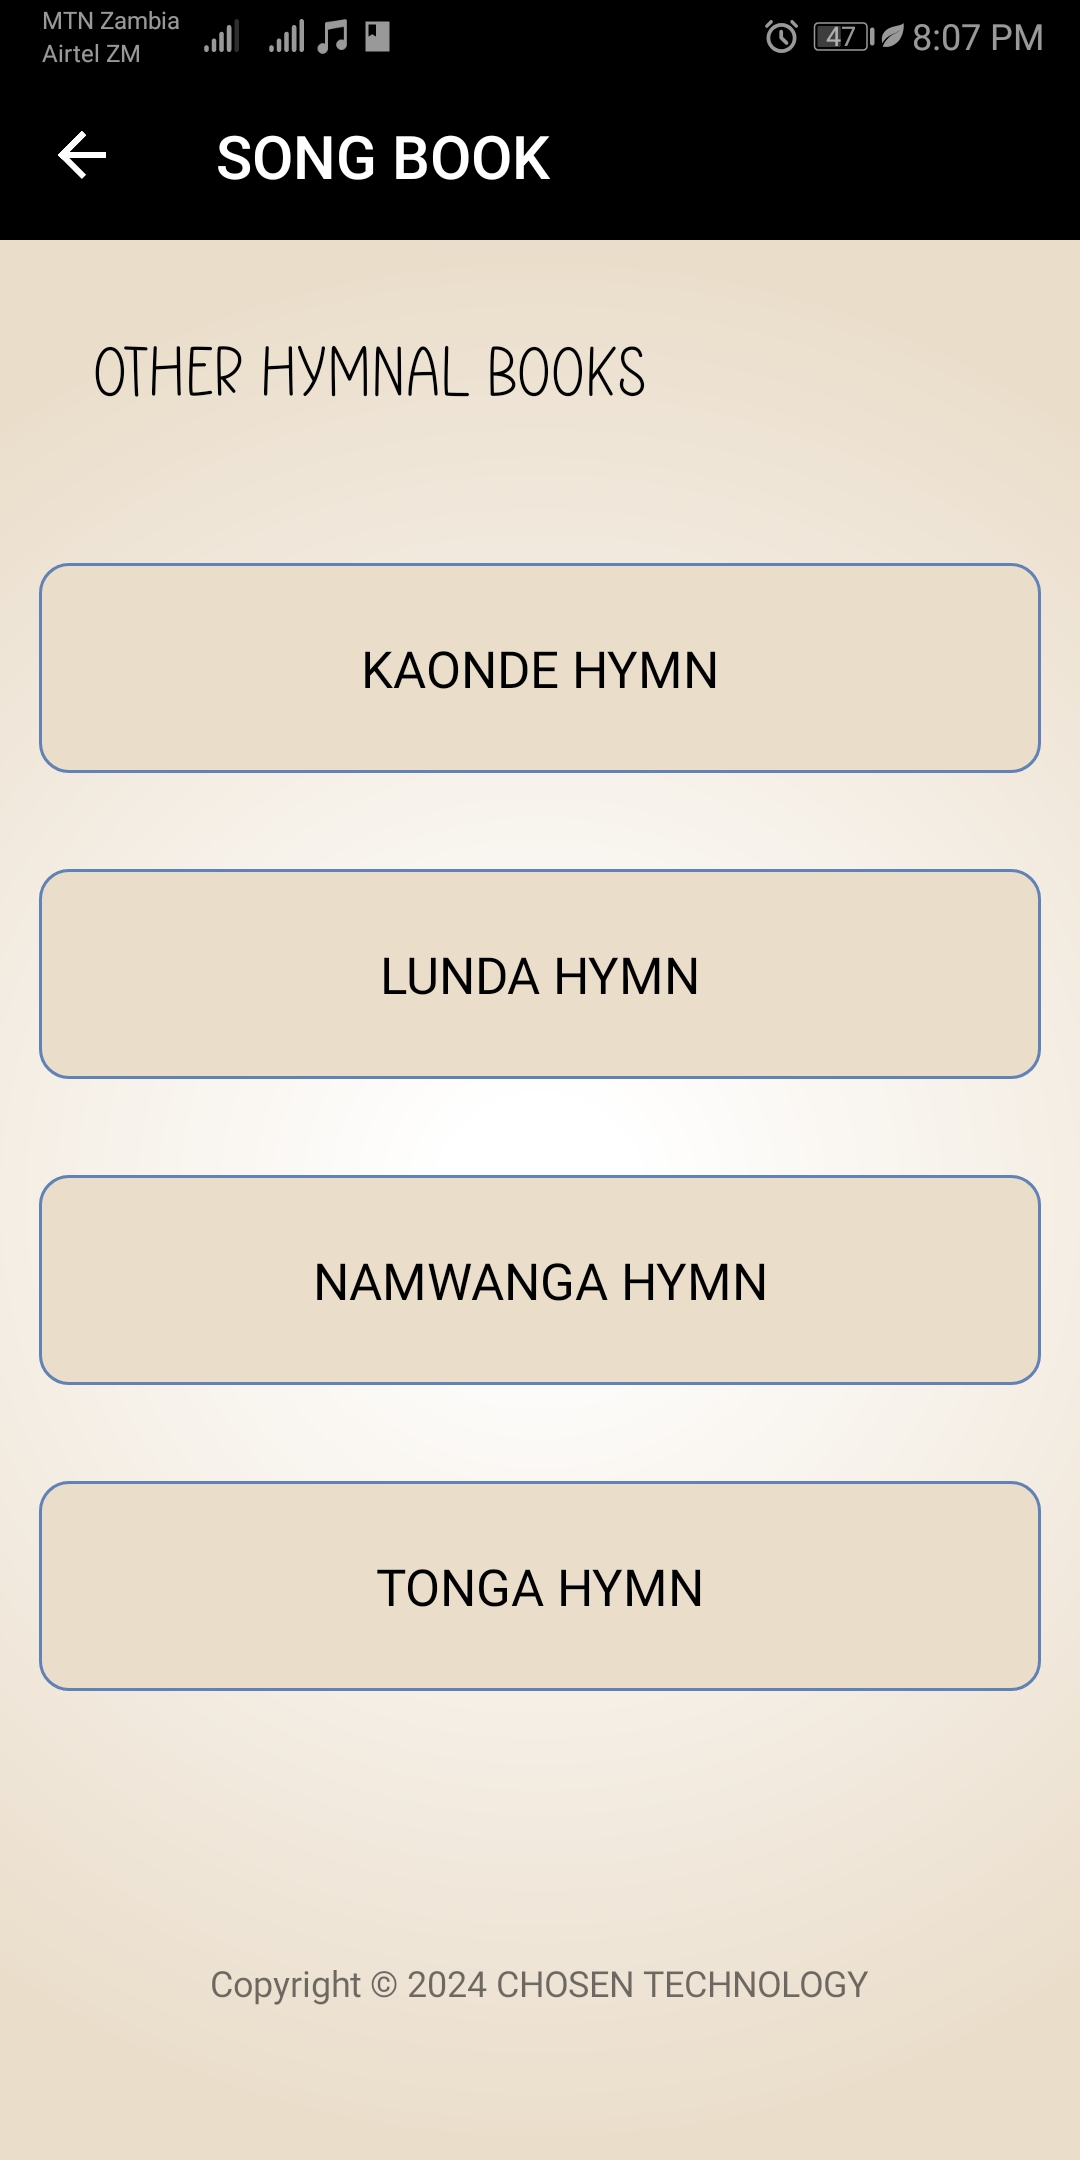 MTN Zambia
Airtel ZM
47
8:07 PM
SONG BOOK
OTHER HYMNAL BOOKS
KAONDE HYMN
LUNDA HYMN
NAMWANGA HYMN
TONGA HYMN
Copyright © 2024 CHOSEN TECHNOLOGY